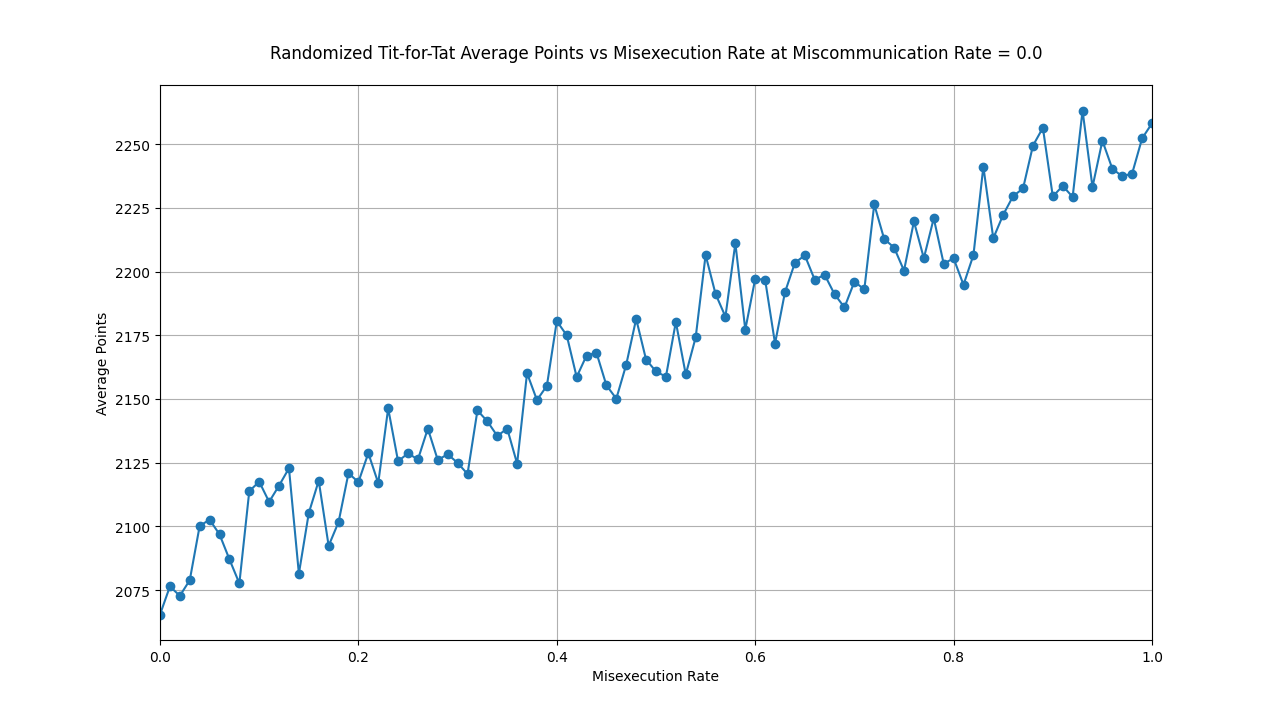 Randomized Tit-for-Tat Average Points vs Misexecution Rate at Miscommunication Rate = 0.0
2250
2225
2200
2175
2150
2125
2100
2075
Average Points
0.0 0.2 0.4 0.6 0.8 1.0
Misexecution Rate